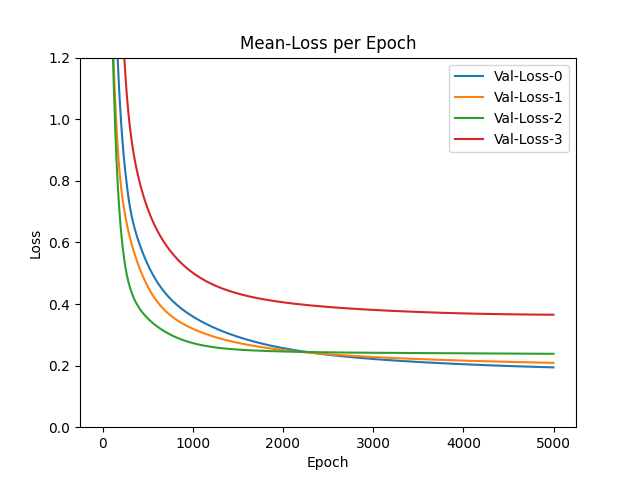 Mean-Loss per Epoch
Val-Loss-0
Val-Loss-1
Val-Loss-2
Val-Loss-3
1.2
1.0
0.8
0.6
0.4
0.2
0.0
Loss
0 1000 2000 3000 4000 5000
Epoch